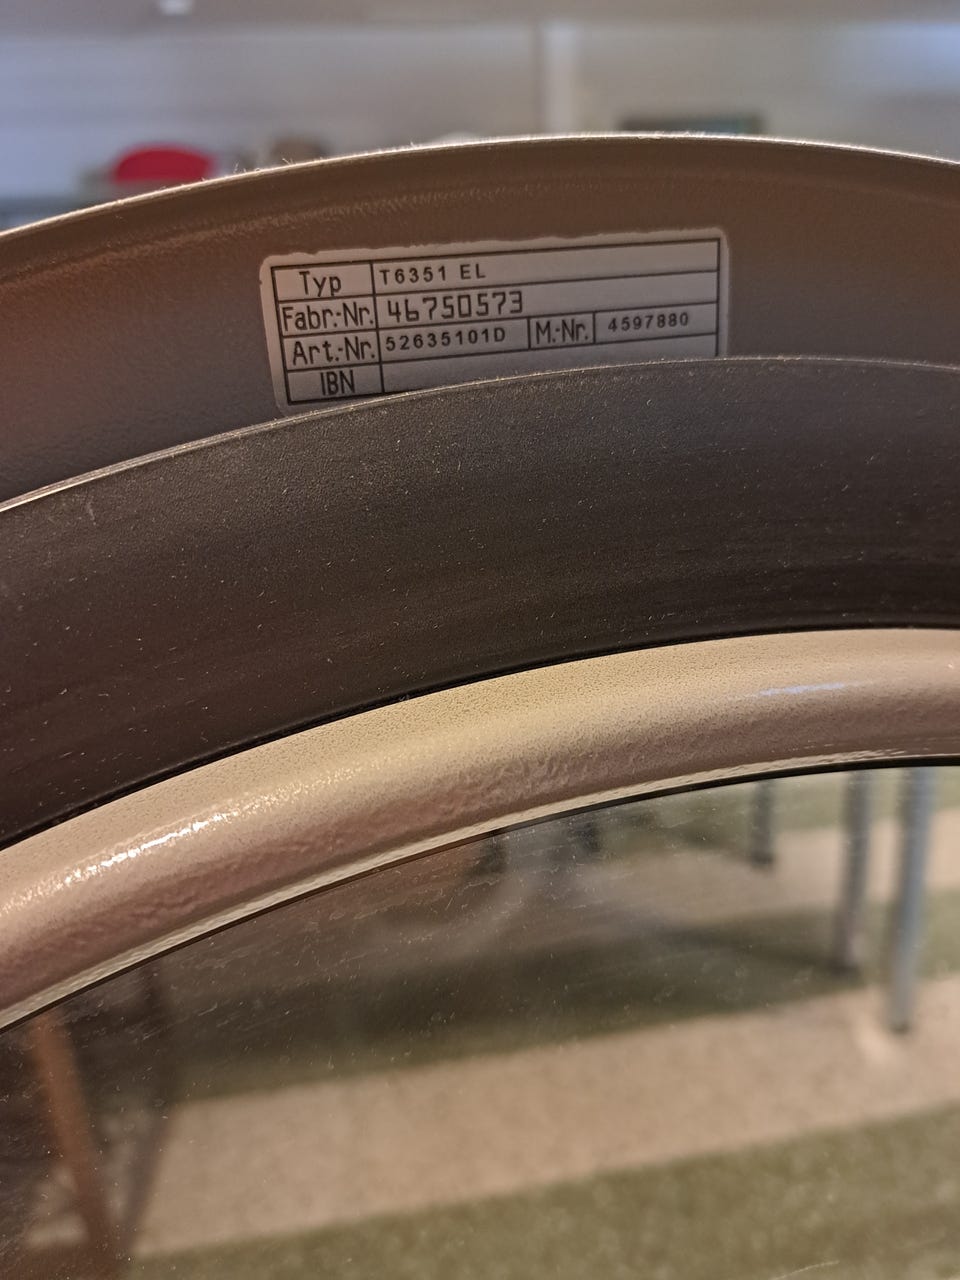 Typ T6351 EL
Fabr.-Nr. 46750573
Art.-Nr. 52635101D M.-Nr. 4597880
IBN